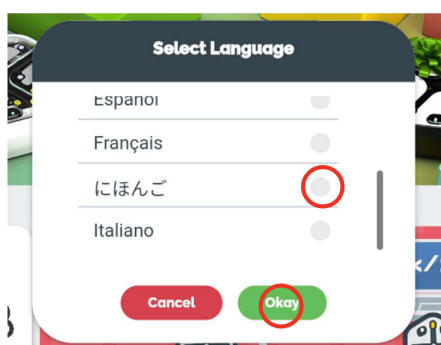 Select Language
Español
Français
にほんご
Italiano
Cancel
Okay